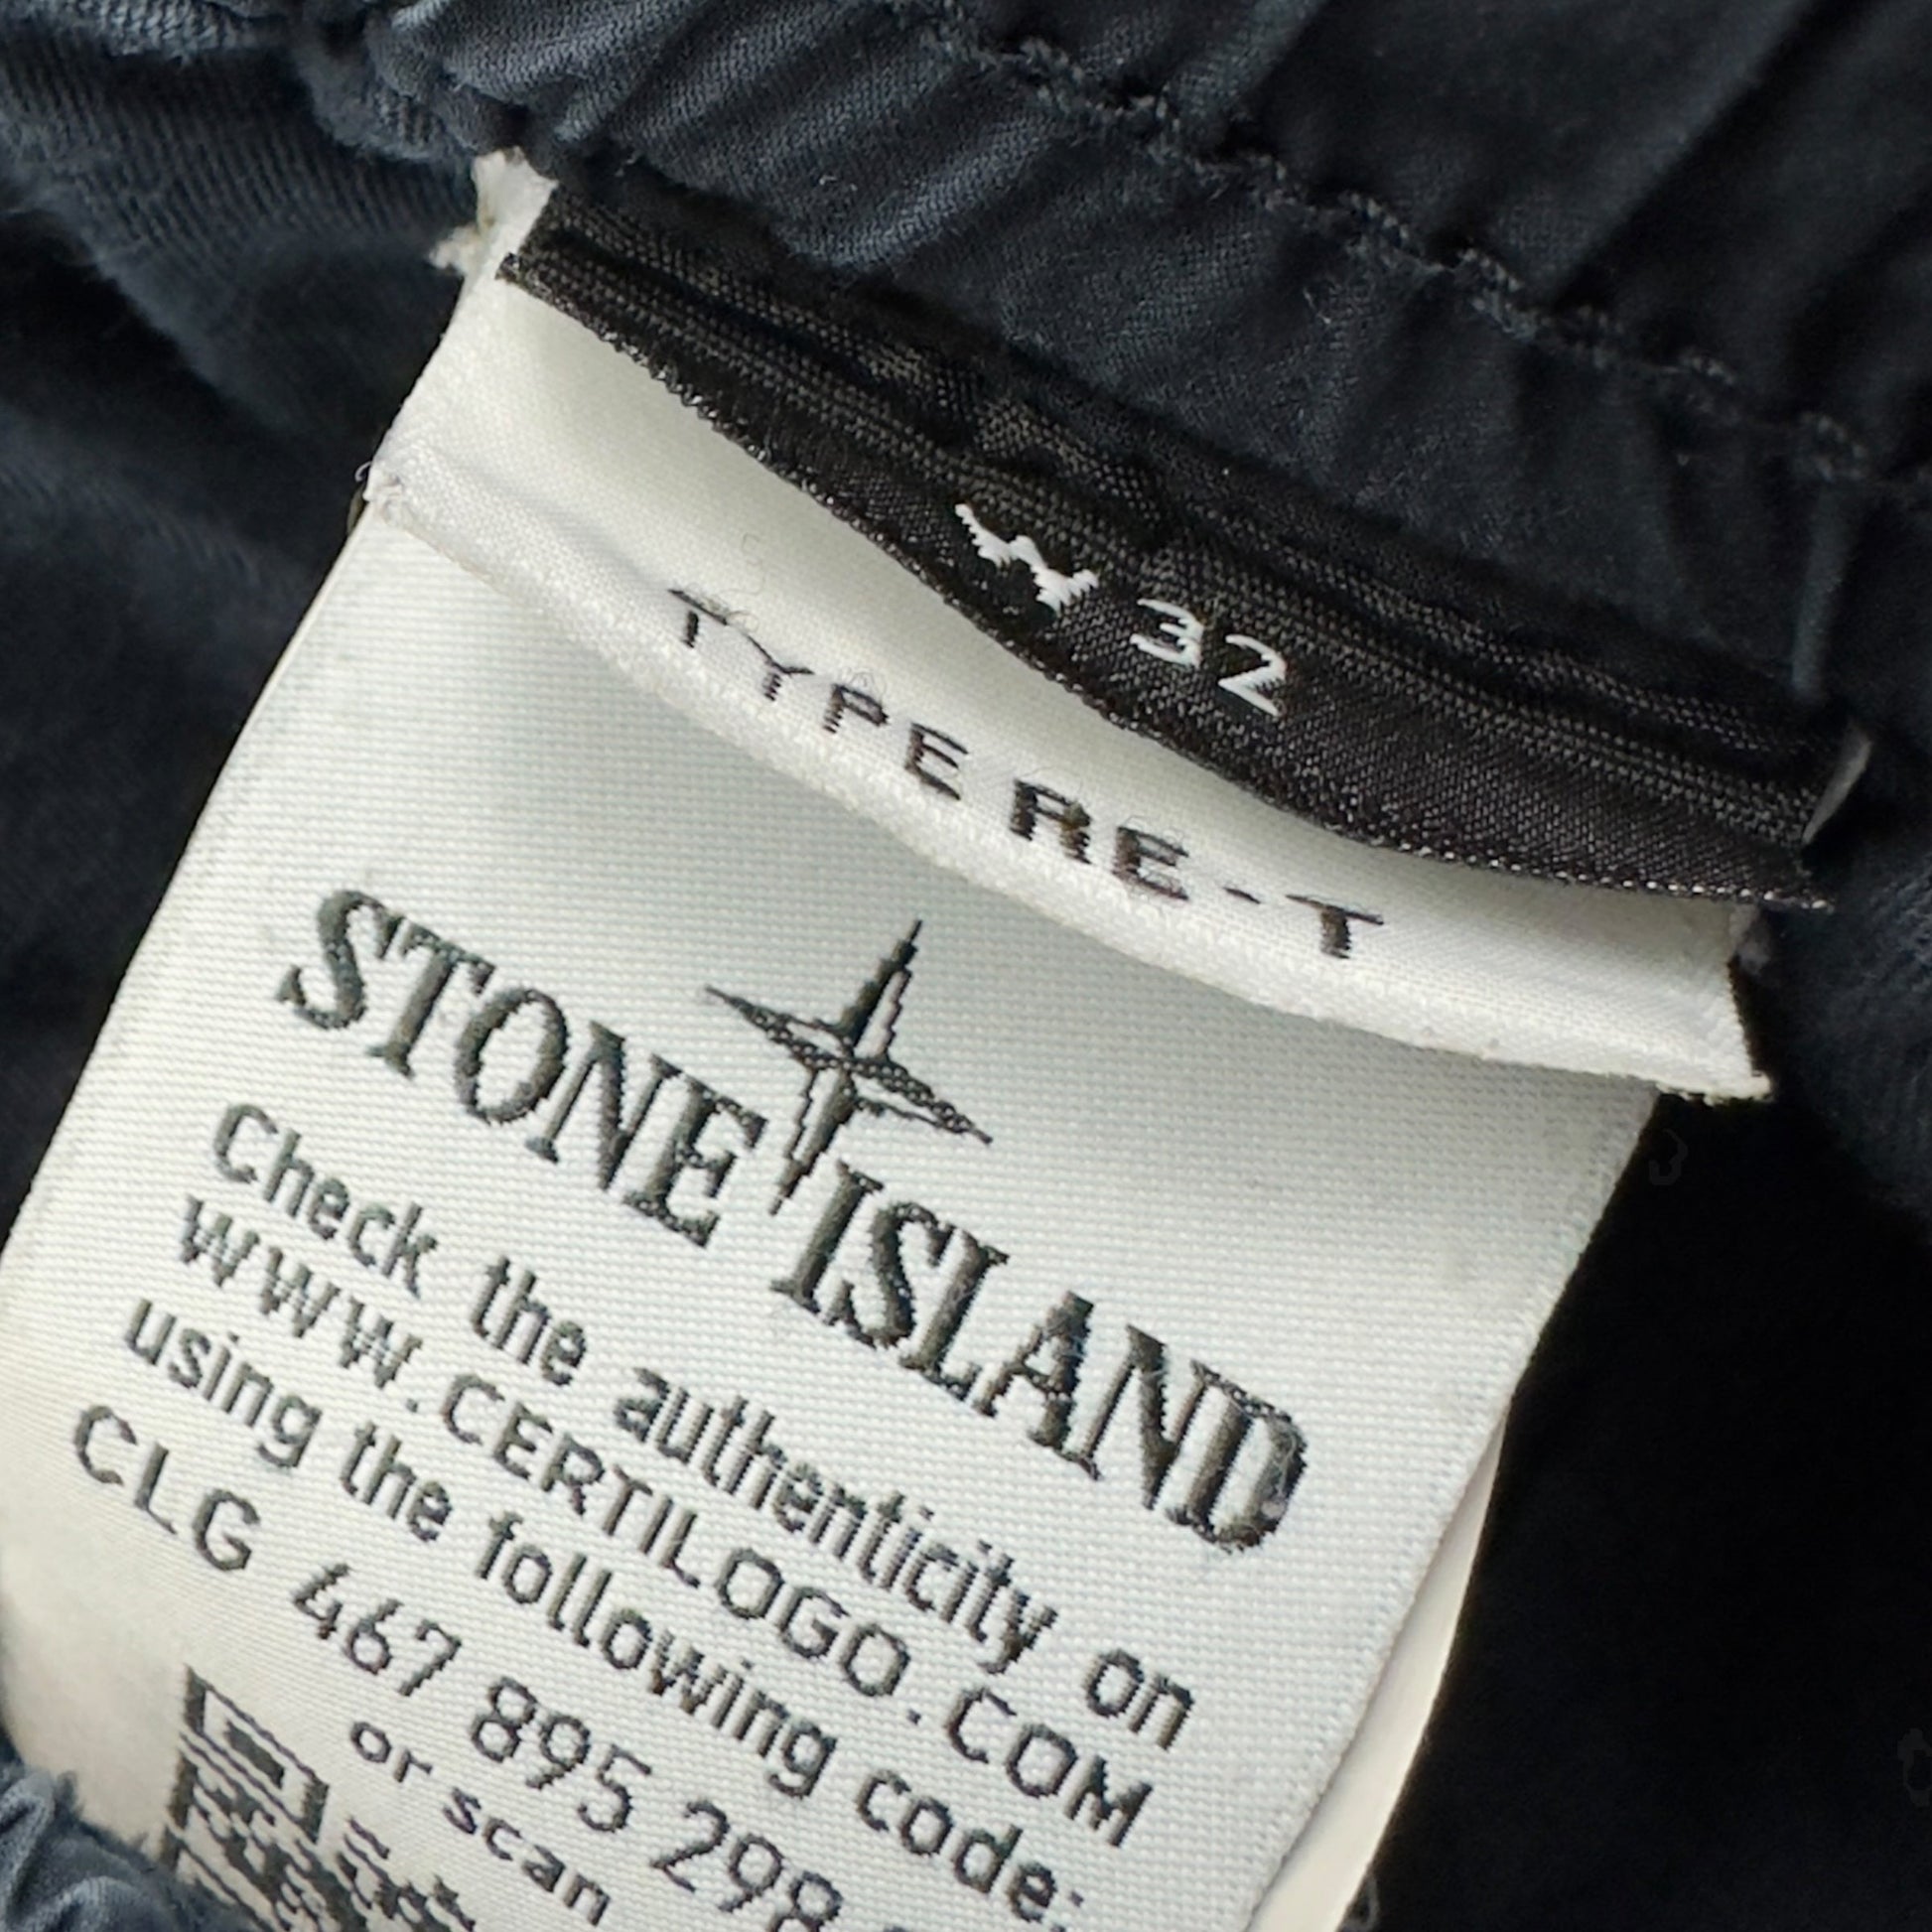 W 32
TYPE RE-T
STONE ISLAND
Check the authenticity on
WWW.CERTILOGO.COM
using the following code:
CLG 467 895 298
or scan